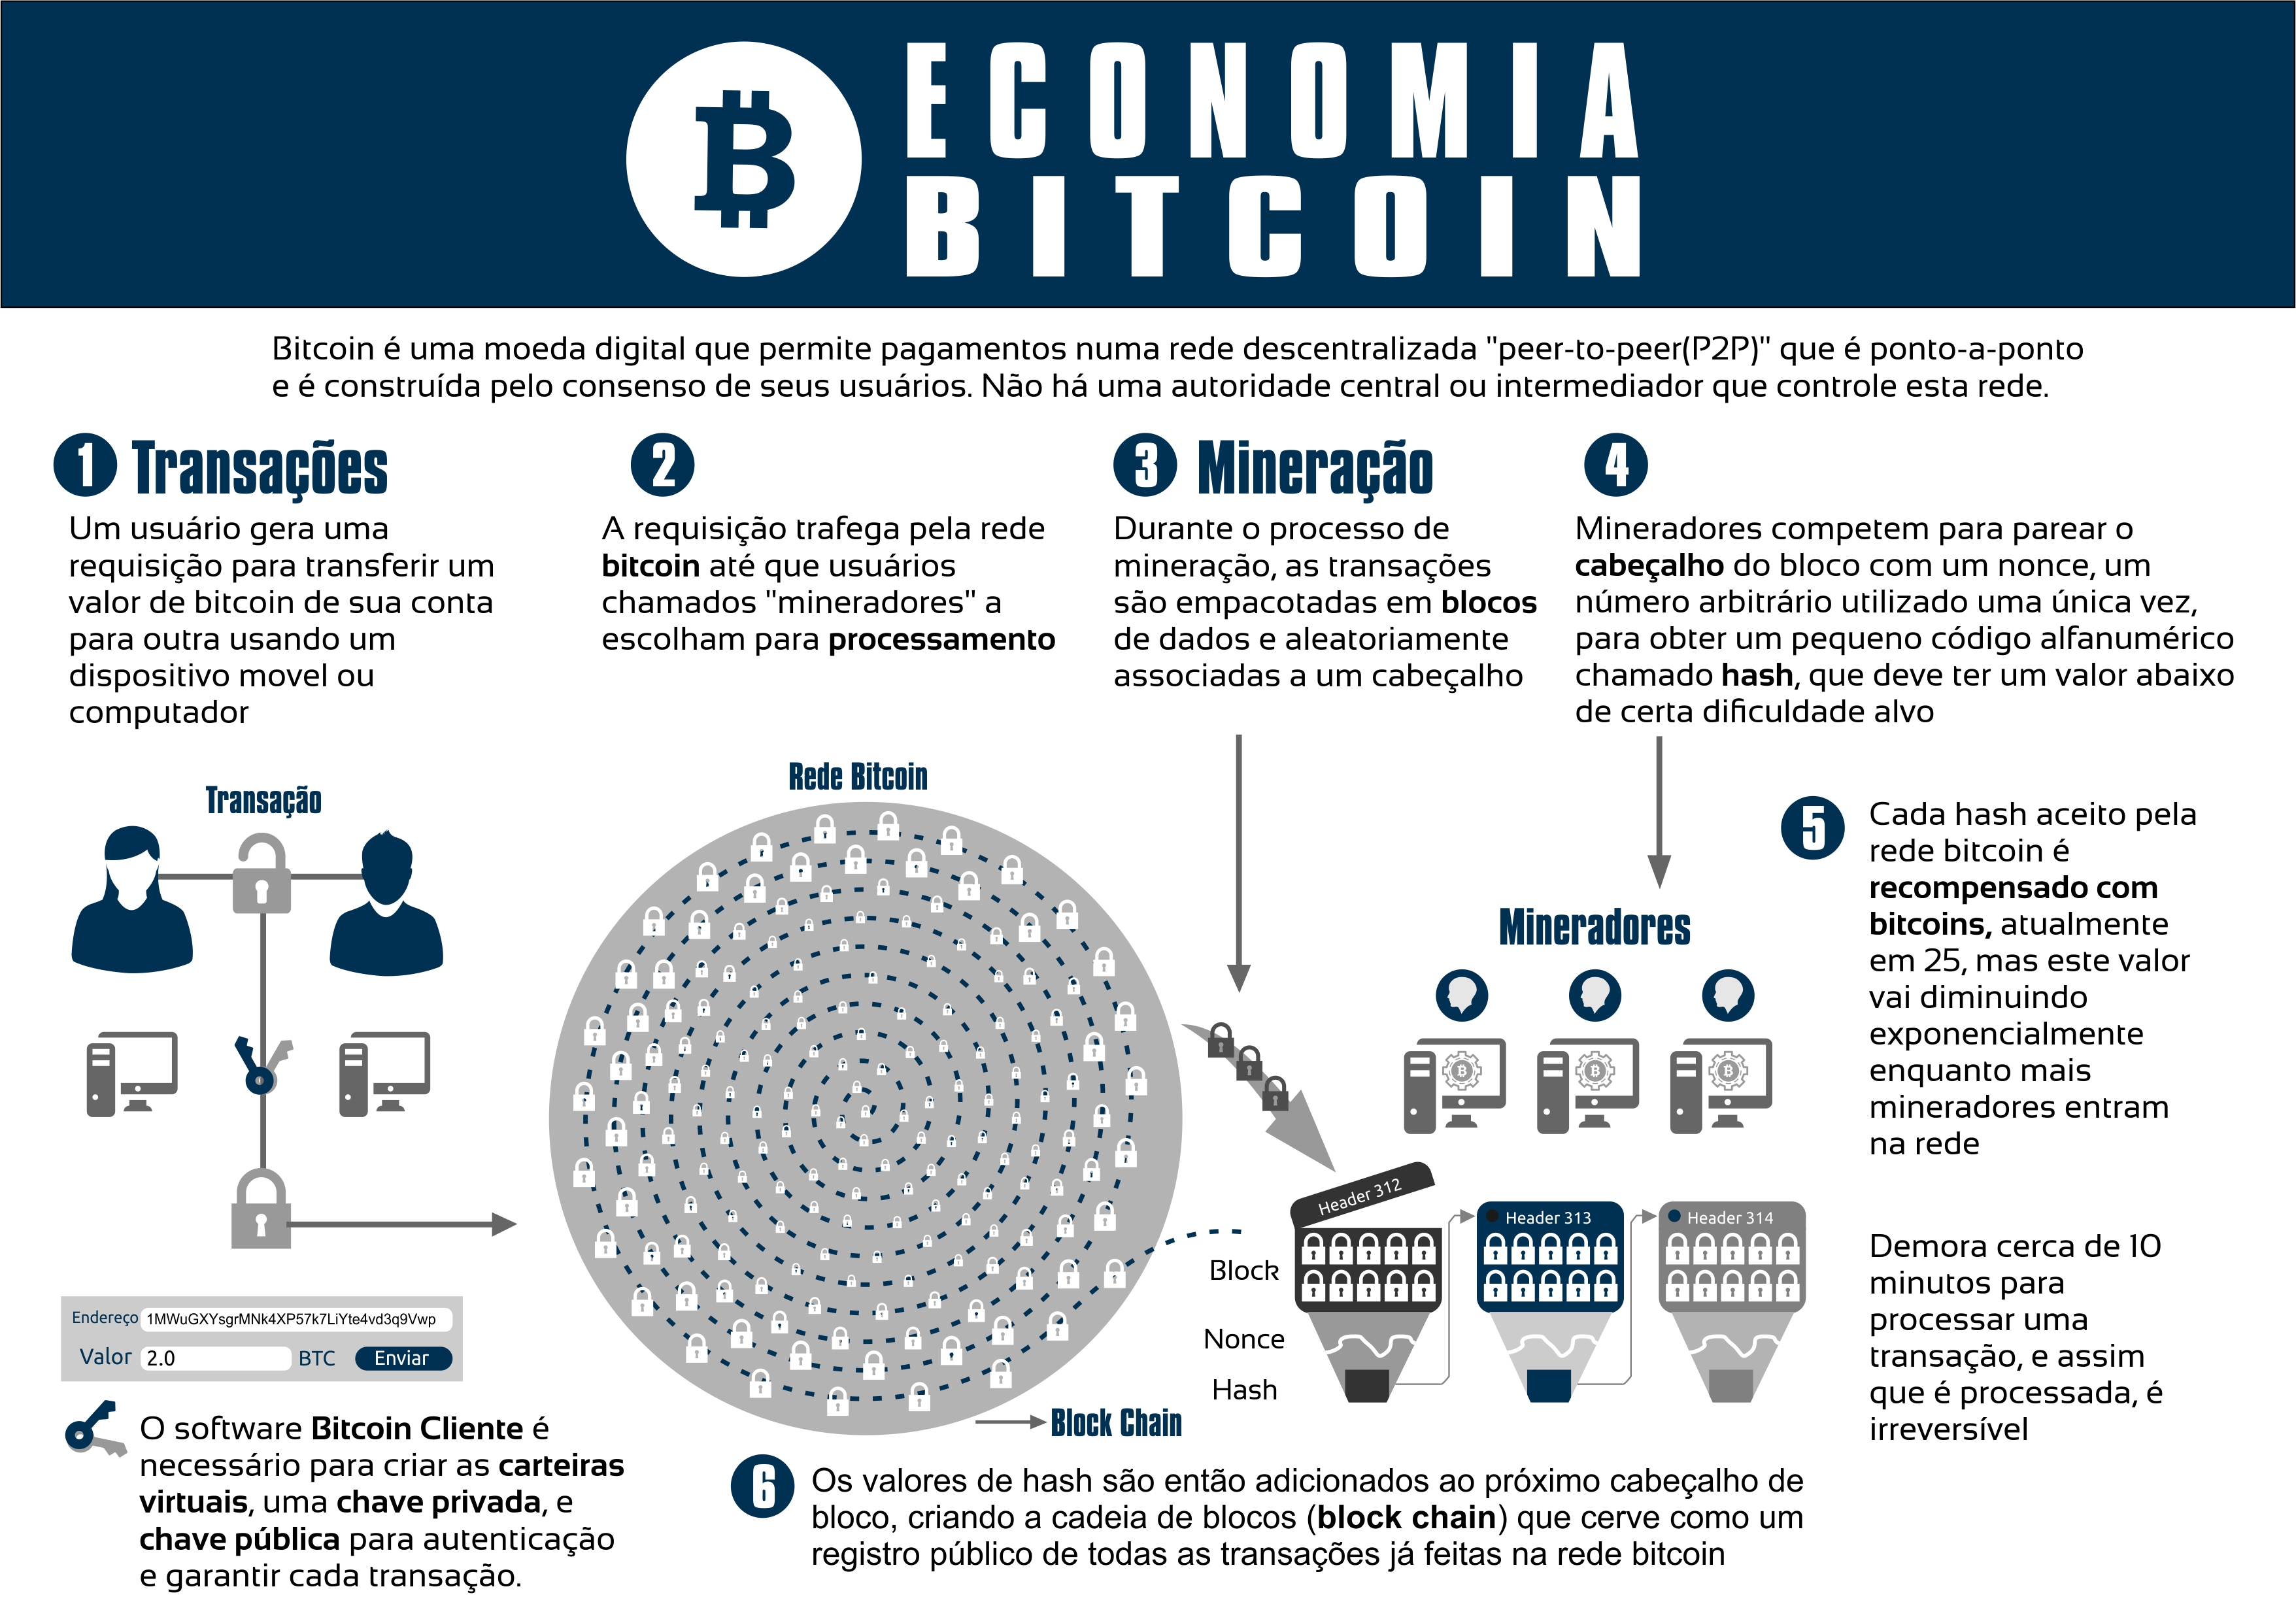 ECONOMIA
BITCOIN
Bitcoin é uma moeda digital que permite pagamentos numa rede descentralizada "peer-to-peer(P2P)" que é ponto-a-ponto
e é construída pelo consenso de seus usuários. Não há uma autoridade central ou intermediador que controle esta rede.
1 Transações
Um usuário gera uma
requisição para transferir um
valor de bitcoin de sua conta
para outra usando um
dispositivo movel ou
computador
2
A requisição trafega pela rede
bitcoin até que usuários
chamados "mineradores" a
escolham para processamento
3 Mineração
Durante o processo de
mineração, as transações
são empacotadas em blocos
de dados e aleatoriamente
associadas a um cabeçalho
4
Mineradores competem para parear o
cabeçalho do bloco com um nonce, um
número arbitrário utilizado uma única vez,
para obter um pequeno código alfanumérico
chamado hash, que deve ter um valor abaixo
de certa dificuldade alvo
Transação
Rede Bitcoin
Mineradores
5
Cada hash aceito pela
rede bitcoin é
recompensado com
bitcoins, atualmente
em 25, mas este valor
vai diminuindo
exponencialmente
enquanto mais
mineradores entram
na rede
Header 312
Header 313
Header 314
Block
Nonce
Hash
Demora cerca de 10
minutos para
processar uma
transação, e assim
que é processada, é
irreversível
Endereço 1MWuGXYsgrMNk4XP57k7LiYte4vd3q9Vwp
Valor 2.0 BTC Enviar
Block Chain
O software Bitcoin Cliente é
necessário para criar as carteiras
virtuais, uma chave privada, e
chave pública para autenticação
e garantir cada transação.
6
Os valores de hash são então adicionados ao próximo cabeçalho de
bloco, criando a cadeia de blocos (block chain) que cerve como um
registro público de todas as transações já feitas na rede bitcoin